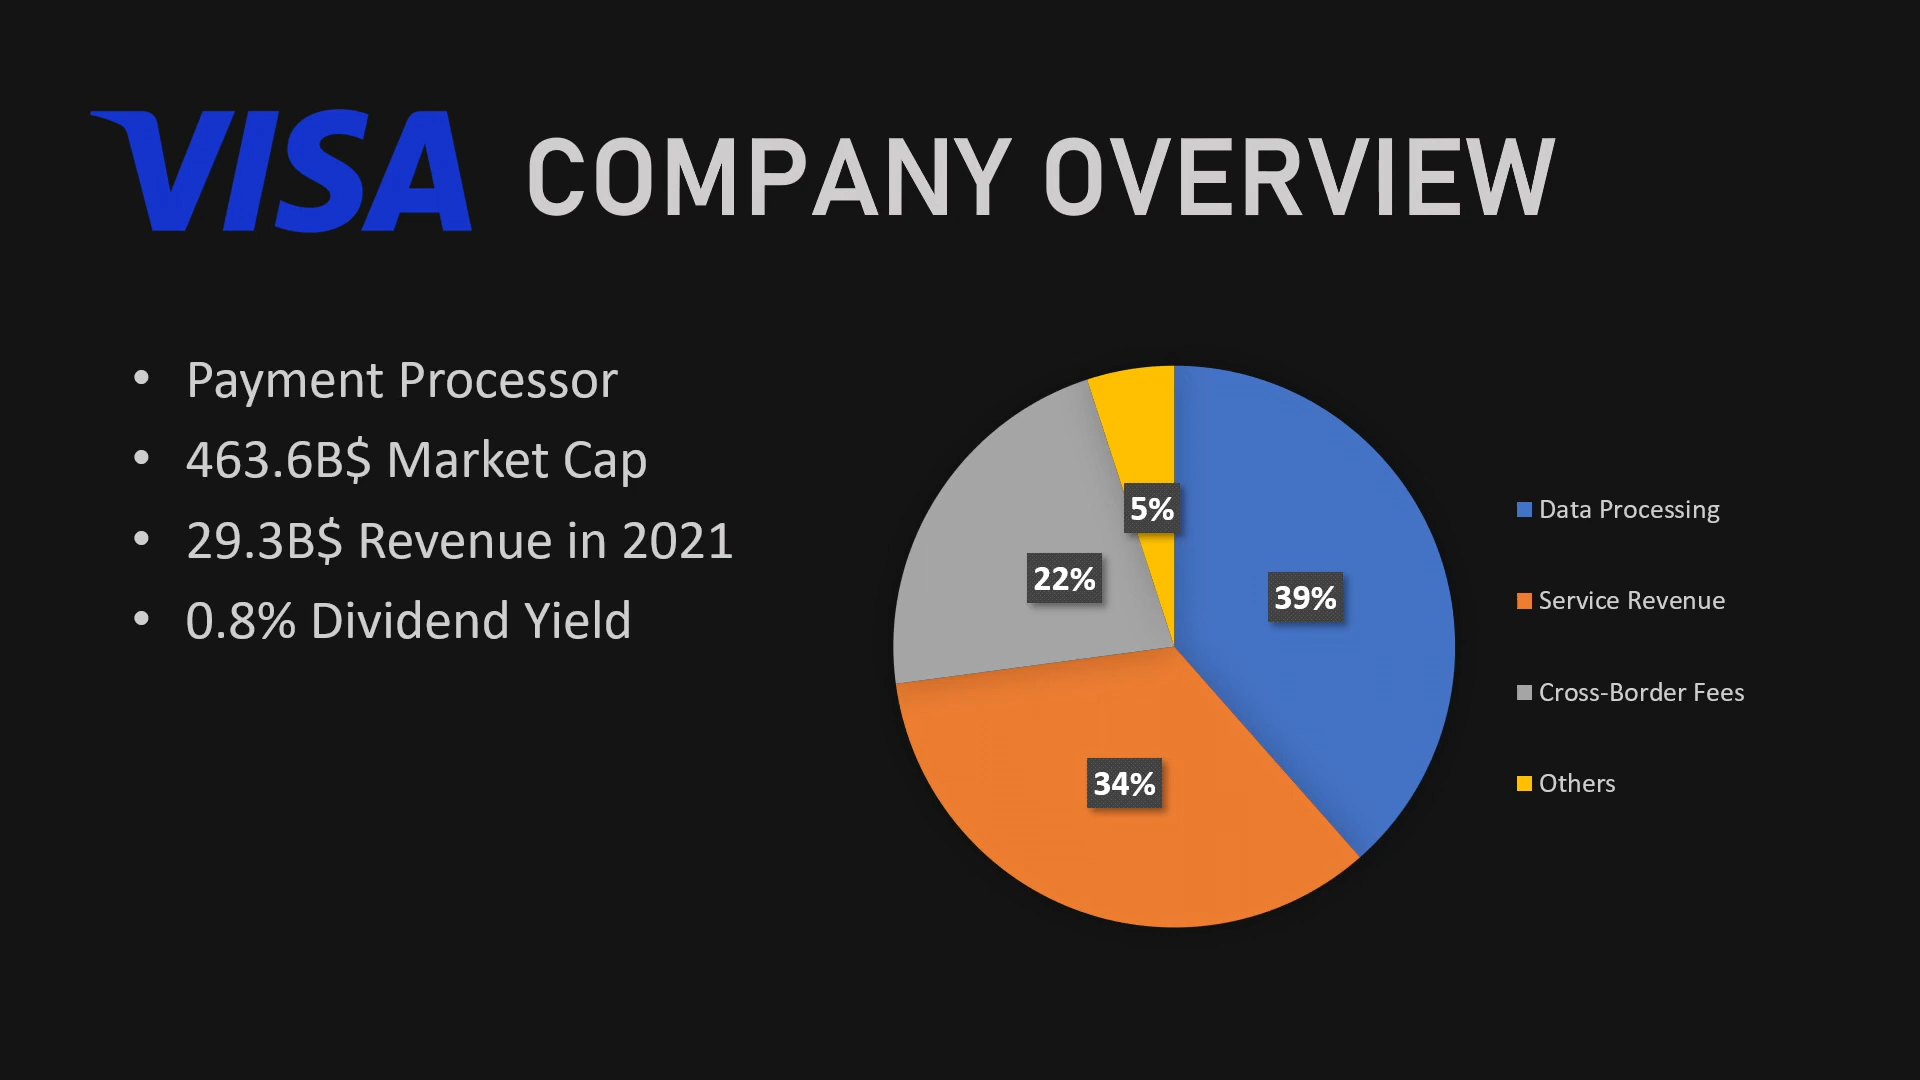 VISA COMPANY OVERVIEW
• Payment Processor
• 463.6B$ Market Cap
• 29.3B$ Revenue in 2021
• 0.8% Dividend Yield
5%
22%
39%
34%
Data Processing
Service Revenue
Cross-Border Fees
Others